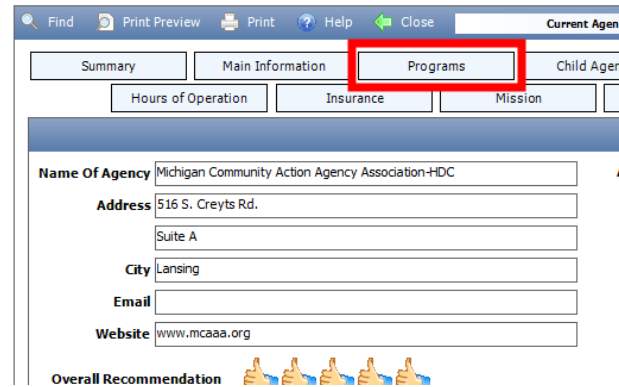 Find Print Preview Print Help Close Current Agen
Summary Main Information Programs Child Agen
Hours of Operation Insurance Mission
Name Of Agency Michigan Community Action Agency Association-HDC
Address 516 S. Creyts Rd.
Suite A
City Lansing
Email
Website www.mcaaa.org
Overall Recommendation